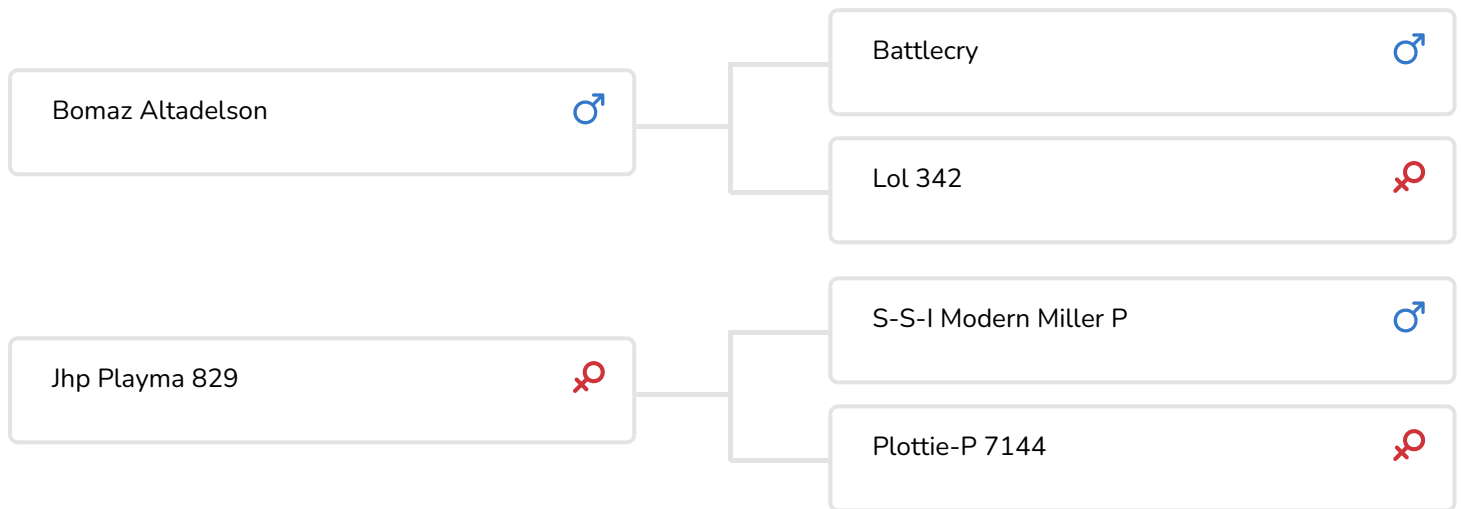 Bomaz Altadelson
Battlecry
Lol 342
Jhp Playma 829
S-S-I Modern Miller P
Plottie-P 7144